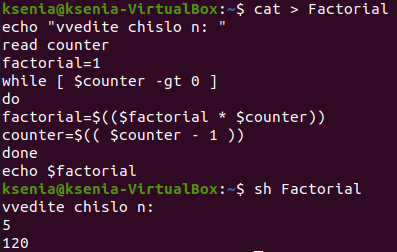 ksenia@ksenia-VirtualBox:~$ cat > Factorial
echo "vvedite chislo n: "
read counter
factorial=1
while [ $counter -gt 0 ]
do
factorial=$(($factorial * $counter))
counter=$(( $counter - 1 ))
done
echo $factorial
ksenia@ksenia-VirtualBox:~$ sh Factorial
vvedite chislo n:
5
120